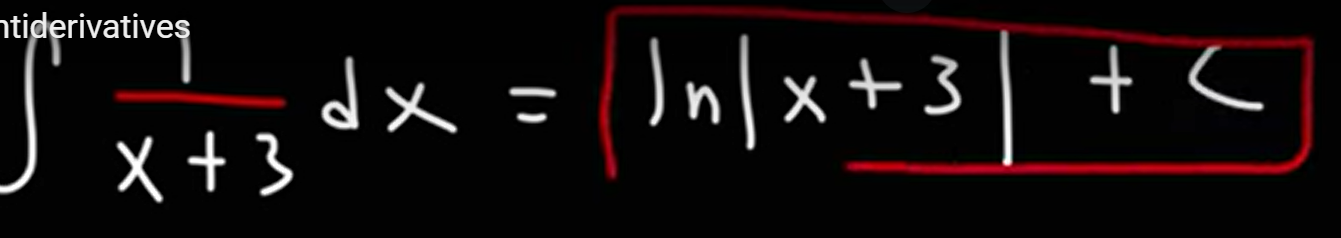 ntiderivatives
∫ 1/(x+3) dx = ln|x+3| + C